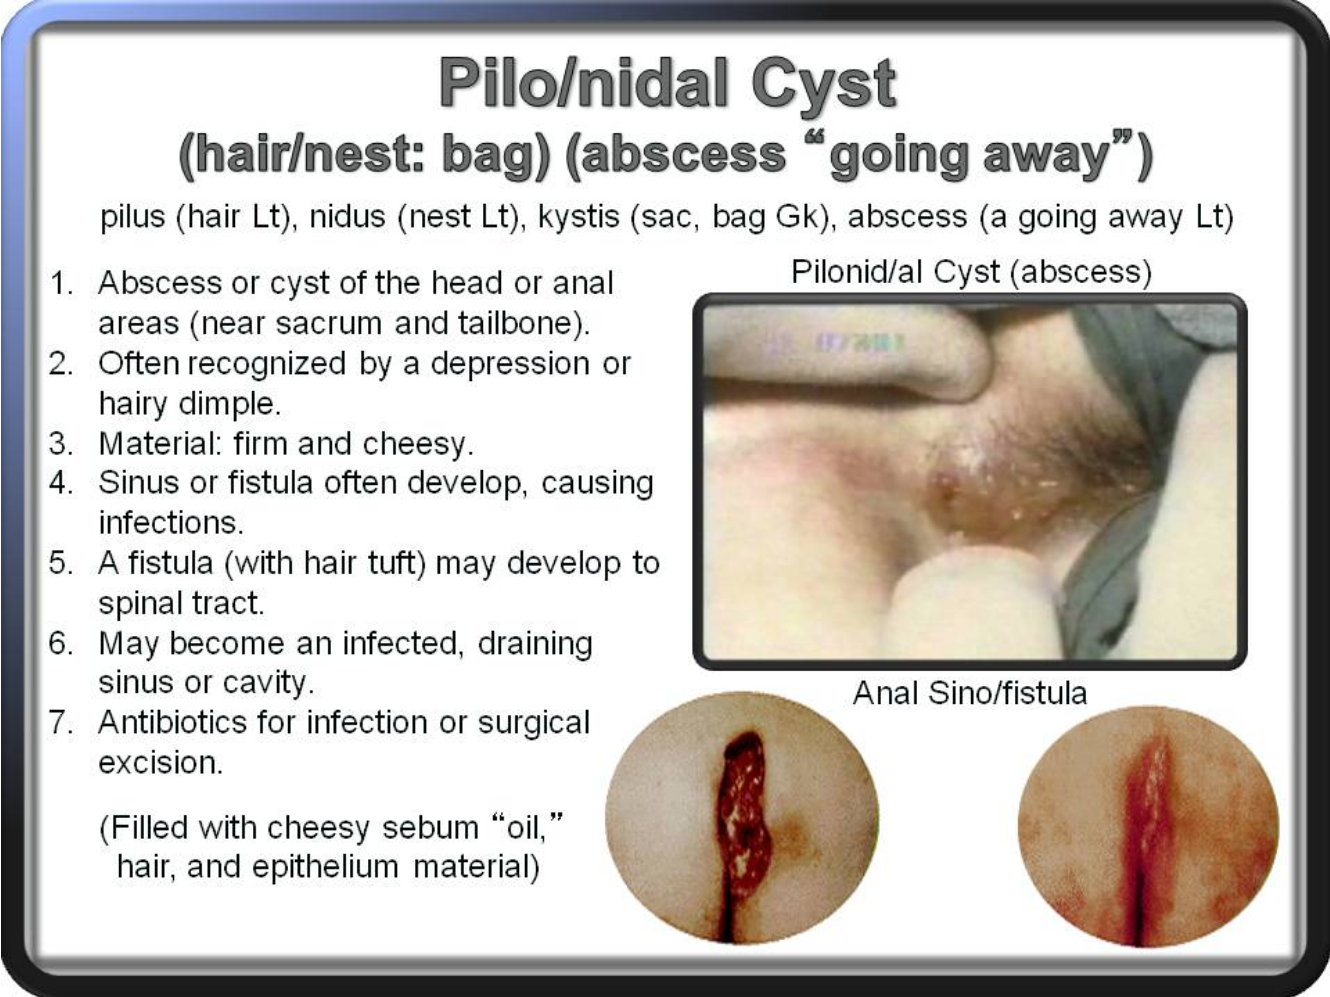 Pilo/nidal Cyst
(hair/nest: bag) (abscess “going away”)
pilus (hair Lt), nidus (nest Lt), kystis (sac, bag Gk), abscess (a going away Lt)
1. Abscess or cyst of the head or anal
areas (near sacrum and tailbone).
2. Often recognized by a depression or
hairy dimple.
3. Material: firm and cheesy.
4. Sinus or fistula often develop, causing
infections.
5. A fistula (with hair tuft) may develop to
spinal tract.
6. May become an infected, draining
sinus or cavity.
7. Antibiotics for infection or surgical
excision.
(Filled with cheesy sebum “oil,”
hair, and epithelium material)
Pilonid/al Cyst (abscess)
Anal Sino/fistula